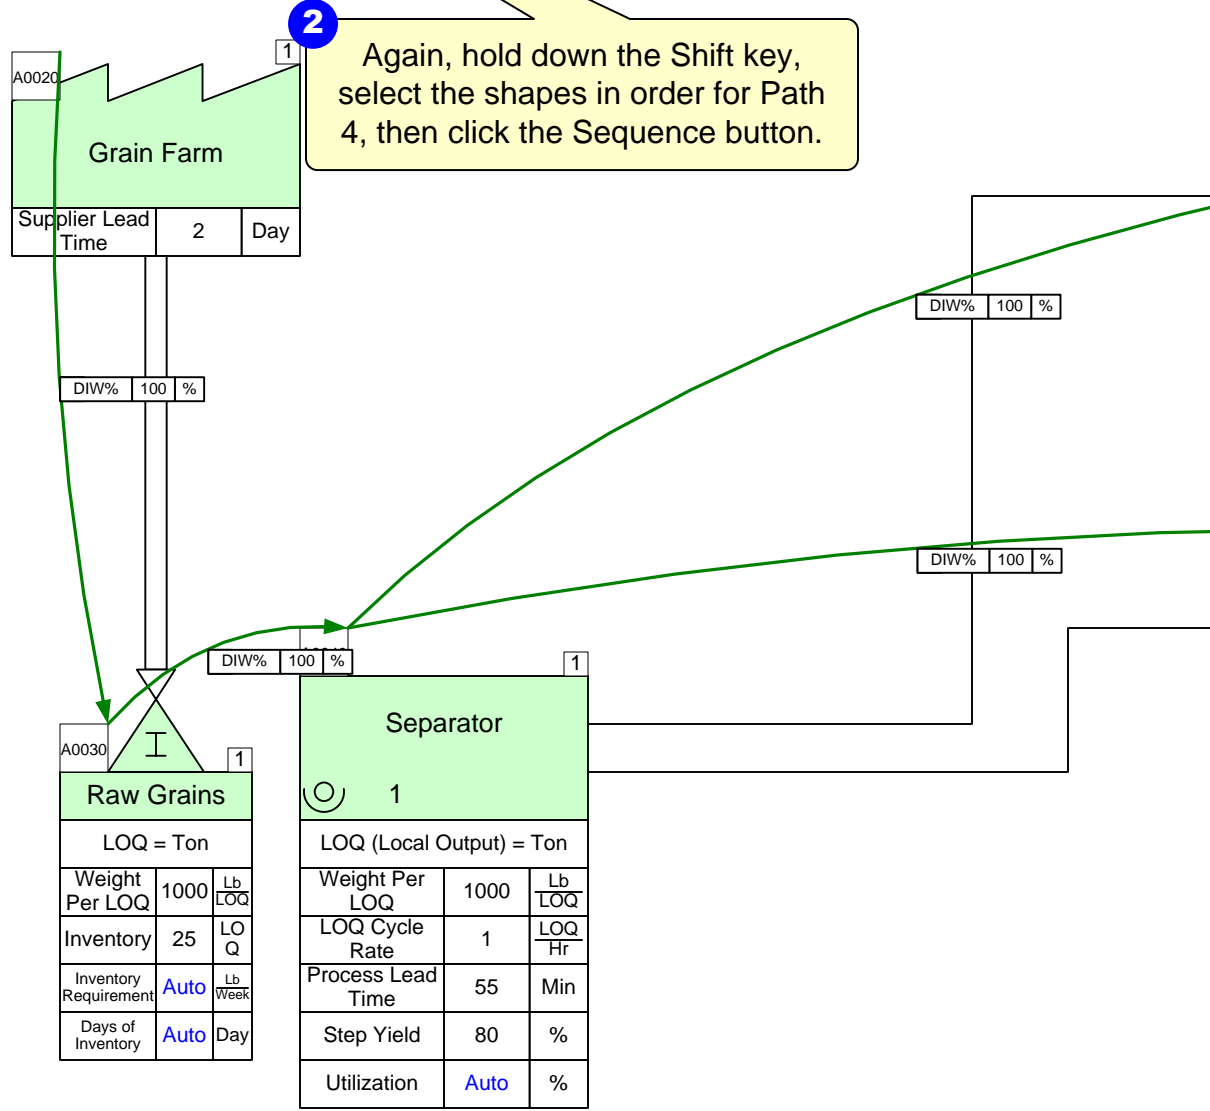 2
Again, hold down the Shift key,
select the shapes in order for Path
4, then click the Sequence button.
A0020
1
Grain Farm
Supplier Lead
Time
2
Day
DIW% 100 %
DIW% 100 %
DIW% 100 %
DIW% 100 %
A0030
1
I
Raw Grains
LOQ = Ton
Weight
Per LOQ
1000
Lb
LOQ
Inventory
25
LO
Q
Inventory
Requirement
Auto
Lb
Week
Days of
Inventory
Auto
Day
1
Separator
1
LOQ (Local Output) = Ton
Weight Per
LOQ
1000
Lb
LOQ
LOQ Cycle
Rate
1
LOQ
Hr
Process Lead
Time
55
Min
Step Yield
80
%
Utilization
Auto
%